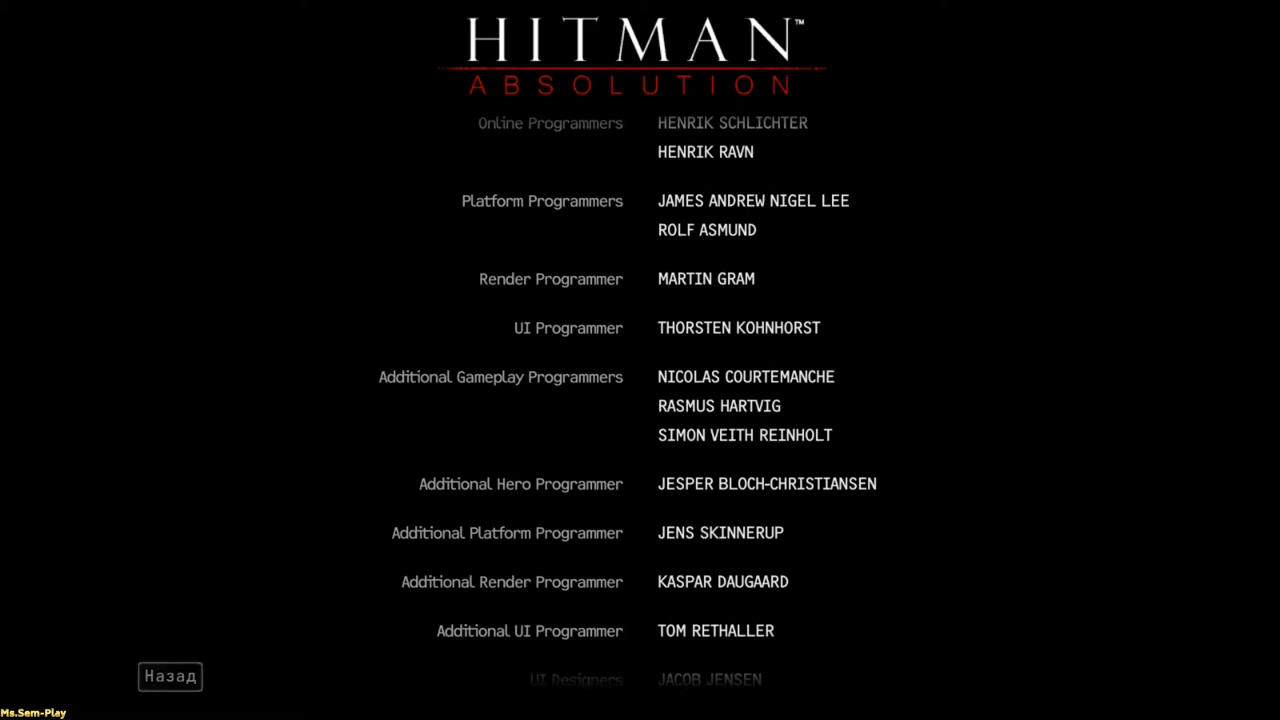 HITMAN™
ABSOLUTION
Online Programmers HENRIK SCHLICHTER
HENRIK RAVN
Platform Programmers JAMES ANDREW NIGEL LEE
ROLF ASMUND
Render Programmer MARTIN GRAM
UI Programmer THORSTEN KOHNHORST
Additional Gameplay Programmers NICOLAS COURTEMANCHE
RASMUS HARTVIG
SIMON VEITH REINHOLT
Additional Hero Programmer JESPER BLOCH-CHRISTIANSEN
Additional Platform Programmer JENS SKINNERUP
Additional Render Programmer KASPAR DAUGAARD
Additional UI Programmer TOM RETHALLER
UI Designers JACOB JENSEN
Назад
Ms.Sem-Play